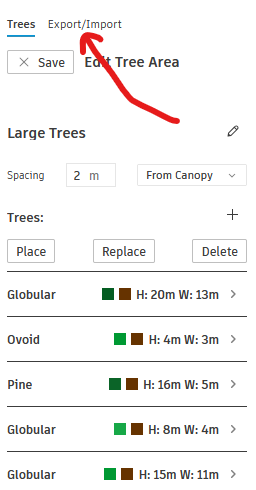 Trees Export/Import
Save Edit Tree Area
Large Trees
Spacing 2 m From Canopy
Trees:
Place Replace Delete
Globular H: 20m W: 13m
Ovoid H: 4m W: 3m
Pine H: 16m W: 5m
Globular H: 8m W: 4m
Globular H: 15m W: 11m